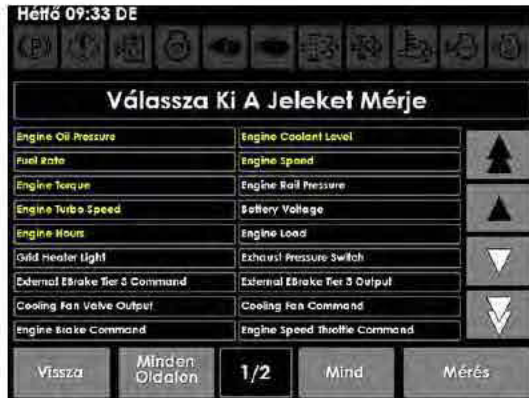 Hétfő 09:33 DE
Válassza Ki A Jeleket Mérje
Engine Oil Pressure Engine Coolant Level
Fuel Rate Engine Speed
Engine Torque Engine Rail Pressure
Engine Turbo Speed Battery Voltage
Engine Hours Engine Load
Grid Heater Light Exhaust Pressure Switch
External EBrake Tier 3 Command External EBrake Tier 3 Output
Cooling Fan Valve Output Cooling Fan Command
Engine Brake Command Engine Speed Throttle Command
Vissza Minden Oldalon 1/2 Mind Mérés